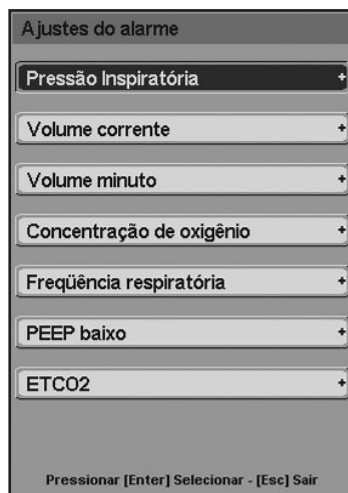 Ajustes do alarme
Pressão Inspiratória +
Volume corrente +
Volume minuto +
Concentração de oxigênio +
Freqüência respiratória +
PEEP baixo +
ETCO2 +
Pressionar [Enter] Selecionar - [Esc] Sair